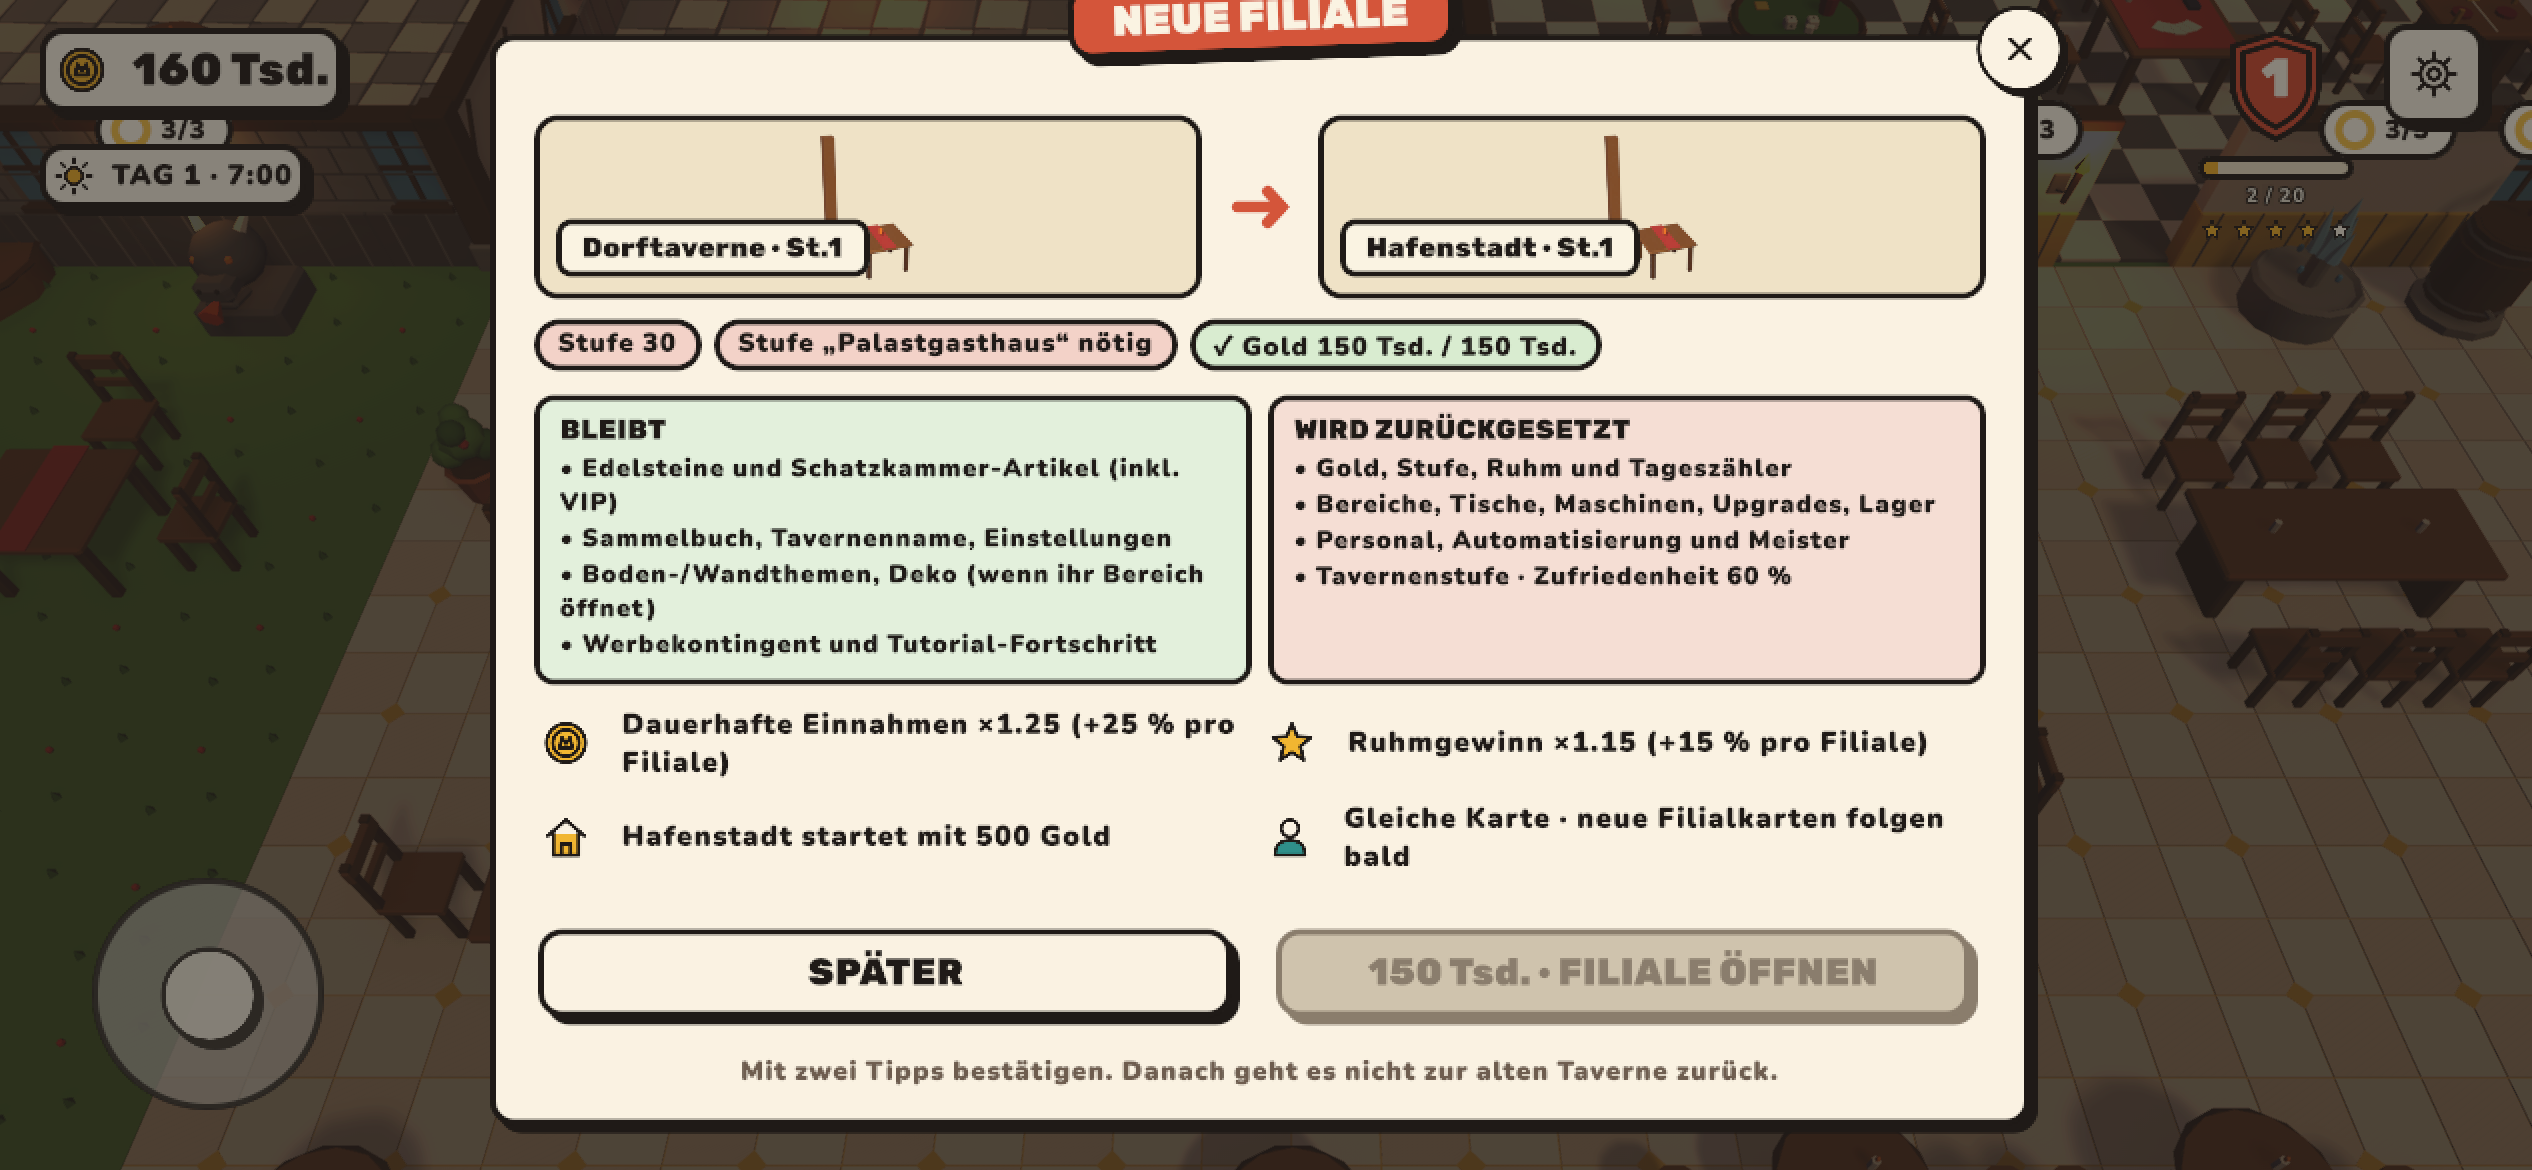 NEUE FILIALE
160 Tsd.
3/3
TAG 1 · 7:00
1
3
3/3
2 / 20
Dorftaverne · St.1
Hafenstadt · St.1
Stufe 30
Stufe „Palastgasthaus“ nötig
✓ Gold 150 Tsd. / 150 Tsd.
BLEIBT
• Edelsteine und Schatzkammer-Artikel (inkl.
VIP)
• Sammelbuch, Tavernenname, Einstellungen
• Boden-/Wandthemen, Deko (wenn ihr Bereich
öffnet)
• Werbekontingent und Tutorial-Fortschritt
WIRD ZURÜCKGESETZT
• Gold, Stufe, Ruhm und Tageszähler
• Bereiche, Tische, Maschinen, Upgrades, Lager
• Personal, Automatisierung und Meister
• Tavernenstufe · Zufriedenheit 60 %
Dauerhafte Einnahmen ×1.25 (+25 % pro
Filiale)
Ruhmgewinn ×1.15 (+15 % pro Filiale)
Hafenstadt startet mit 500 Gold
Gleiche Karte · neue Filialkarten folgen
bald
SPÄTER
150 Tsd. · FILIALE ÖFFNEN
Mit zwei Tipps bestätigen. Danach geht es nicht zur alten Taverne zurück.